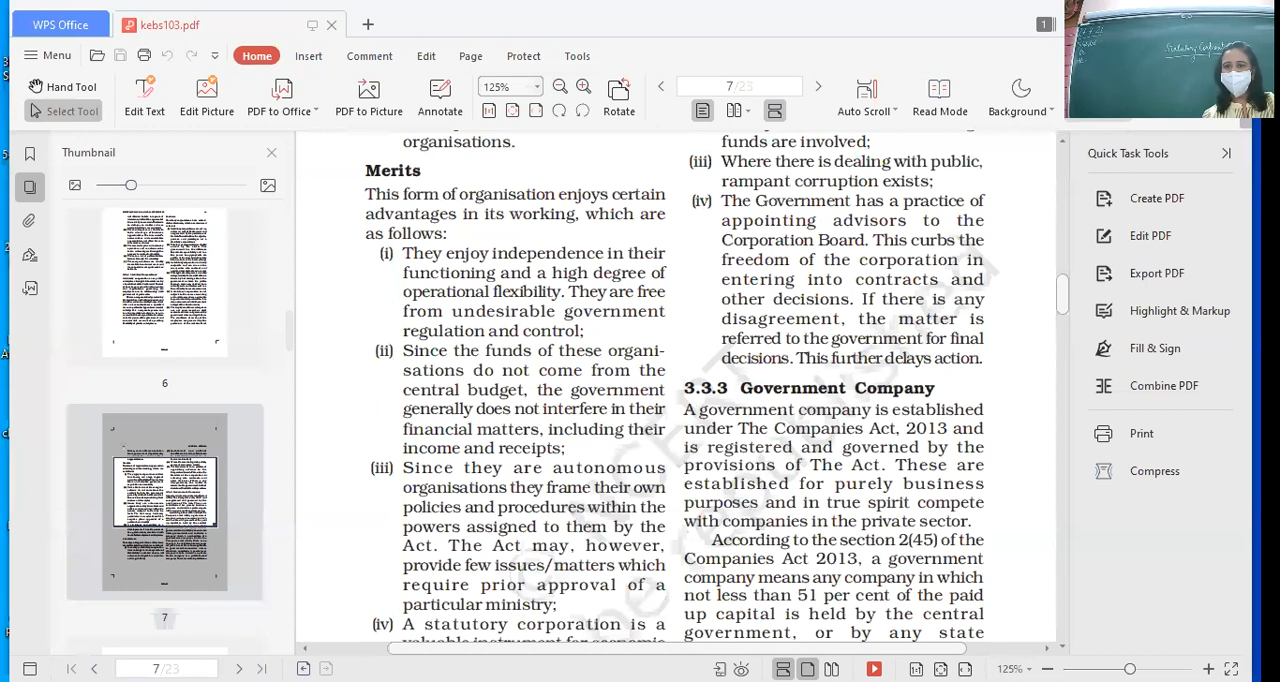 WPS Office
kebs103.pdf
1
Menu
Home
Insert
Comment
Edit
Page
Protect
Tools
Hand Tool
Select Tool
Edit Text
Edit Picture
PDF to Office
PDF to Picture
Annotate
125%
Rotate
7/23
Auto Scroll
Read Mode
Background
Thumbnail
6
7
organisations.
Merits
This form of organisation enjoys certain
advantages in its working, which are
as follows:
(i) They enjoy independence in their
functioning and a high degree of
operational flexibility. They are free
from undesirable government
regulation and control;
(ii) Since the funds of these organi-
sations do not come from the
central budget, the government
generally does not interfere in their
financial matters, including their
income and receipts;
(iii) Since they are autonomous
organisations they frame their own
policies and procedures within the
powers assigned to them by the
Act. The Act may, however,
provide few issues/matters which
require prior approval of a
particular ministry;
(iv) A statutory corporation is a
valuable instrument for economic
funds are involved;
(iii) Where there is dealing with public,
rampant corruption exists;
(iv) The Government has a practice of
appointing advisors to the
Corporation Board. This curbs the
freedom of the corporation in
entering into contracts and
other decisions. If there is any
disagreement, the matter is
referred to the government for final
decisions. This further delays action.
3.3.3 Government Company
A government company is established
under The Companies Act, 2013 and
is registered and governed by the
provisions of The Act. These are
established for purely business
purposes and in true spirit compete
with companies in the private sector.
According to the section 2(45) of the
Companies Act 2013, a government
company means any company in which
not less than 51 per cent of the paid
up capital is held by the central
government, or by any state
Quick Task Tools
Create PDF
Edit PDF
Export PDF
Highlight & Markup
Fill & Sign
Combine PDF
Print
Compress
7/23
125%